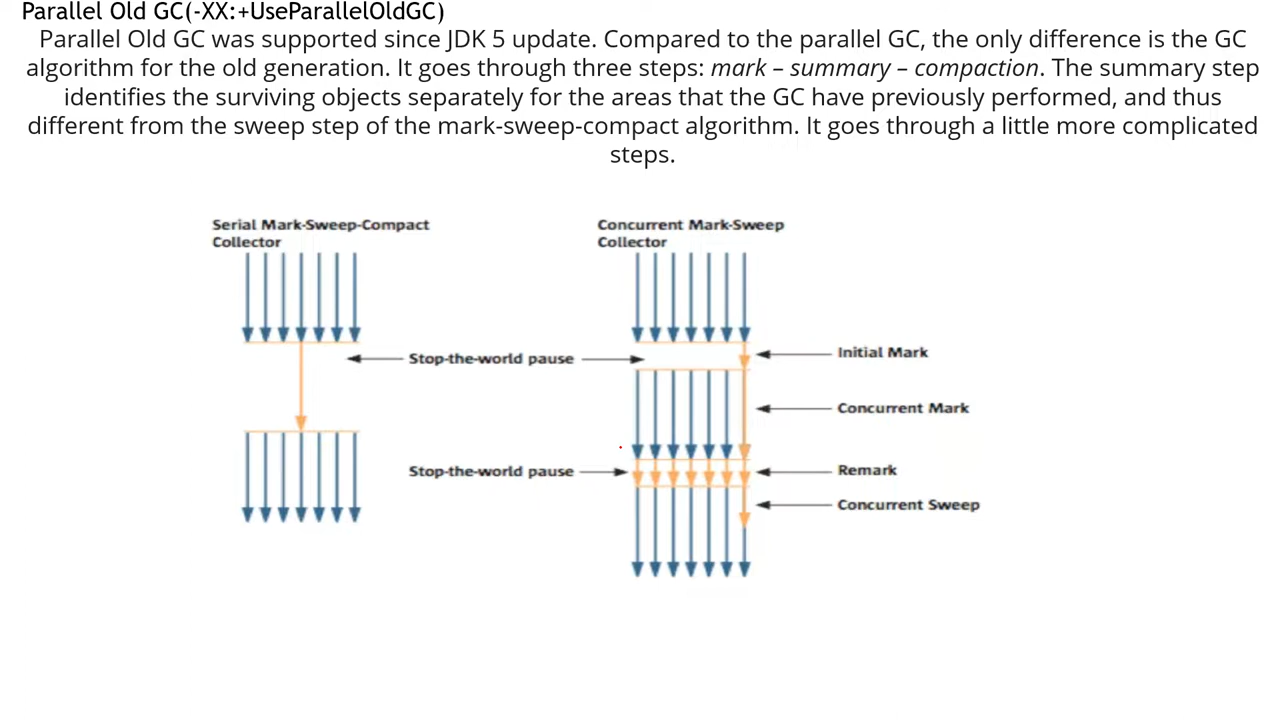 Parallel Old GC(-XX:+UseParallelOldGC)
Parallel Old GC was supported since JDK 5 update. Compared to the parallel GC, the only difference is the GC
algorithm for the old generation. It goes through three steps: mark – summary – compaction. The summary step
identifies the surviving objects separately for the areas that the GC have previously performed, and thus
different from the sweep step of the mark-sweep-compact algorithm. It goes through a little more complicated
steps.
Serial Mark-Sweep-Compact
Collector
Concurrent Mark-Sweep
Collector
Stop-the-world pause
Initial Mark
Concurrent Mark
Stop-the-world pause
Remark
Concurrent Sweep